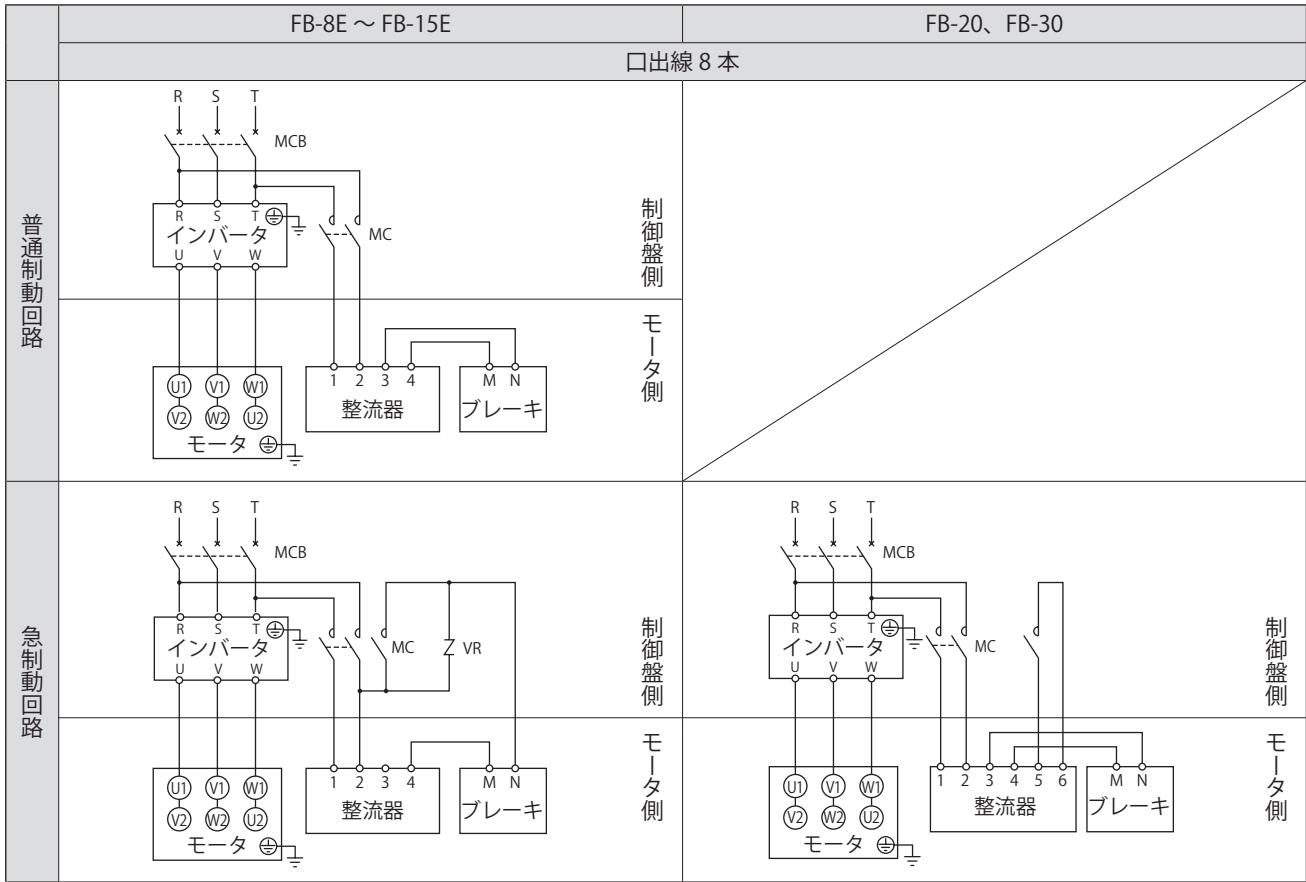 FB-8E ～ FB-15E
FB-20、FB-30
口出線 8 本
普通制動回路
R S T
MCB
R S T
インバータ
U V W
MC
制御盤側
モータ側
U1 V1 W1
V2 W2 U2
モータ
1 2 3 4
整流器
M N
ブレーキ
急制動回路
R S T
MCB
R S T
インバータ
U V W
MC
VR
制御盤側
モータ側
U1 V1 W1
V2 W2 U2
モータ
1 2 3 4
整流器
M N
ブレーキ
R S T
MCB
R S T
インバータ
U V W
MC
制御盤側
モータ側
U1 V1 W1
V2 W2 U2
モータ
1 2 3 4 5 6
整流器
M N
ブレーキ